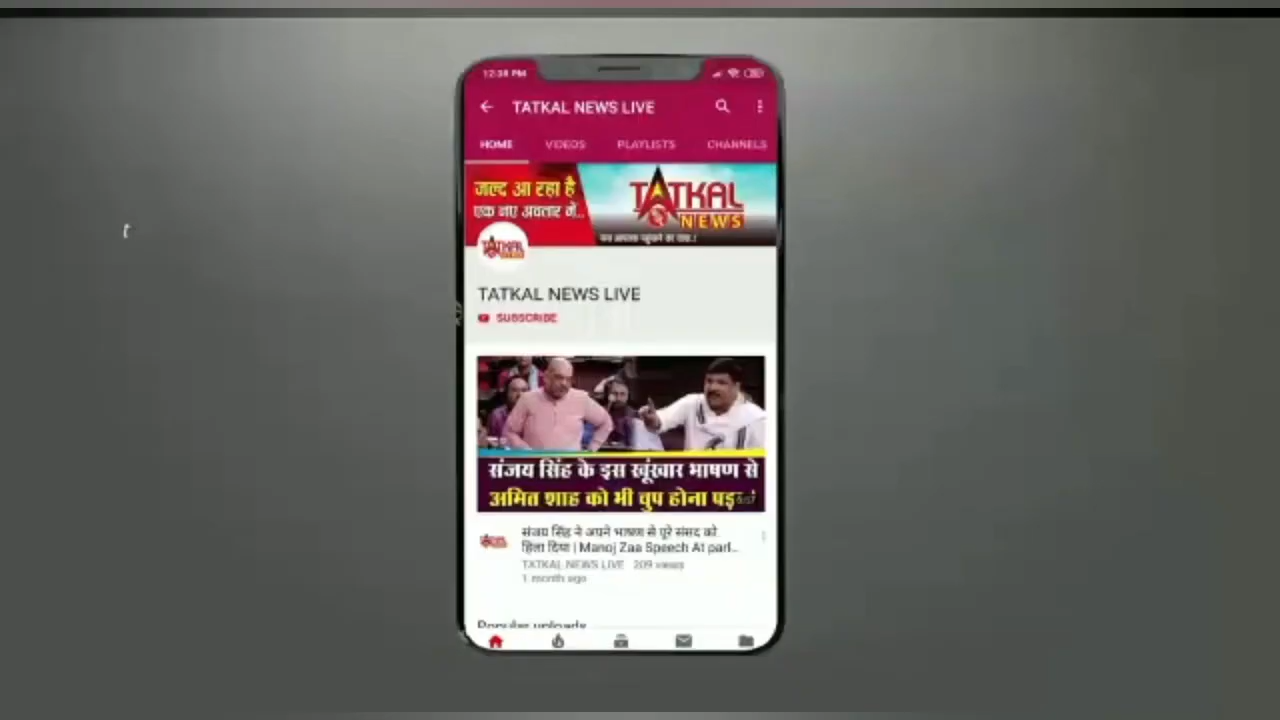 12:38 PM
TATKAL NEWS LIVE
HOME VIDEOS PLAYLISTS CHANNELS
जल्द आ रहा है
एक नए अवतार में..
TATKAL
NEWS
t
TATKAL NEWS LIVE
SUBSCRIBE
संजय सिंह के इस खूंखार भाषण से
अमित शाह को भी चुप होना पड़
संजय सिंह ने अपने भाषण से पूरे संसद को
हिला दिया | Manoj Zaa Speech At parl...
TATKAL NEWS LIVE 209 views
1 month ago
Popular uploads